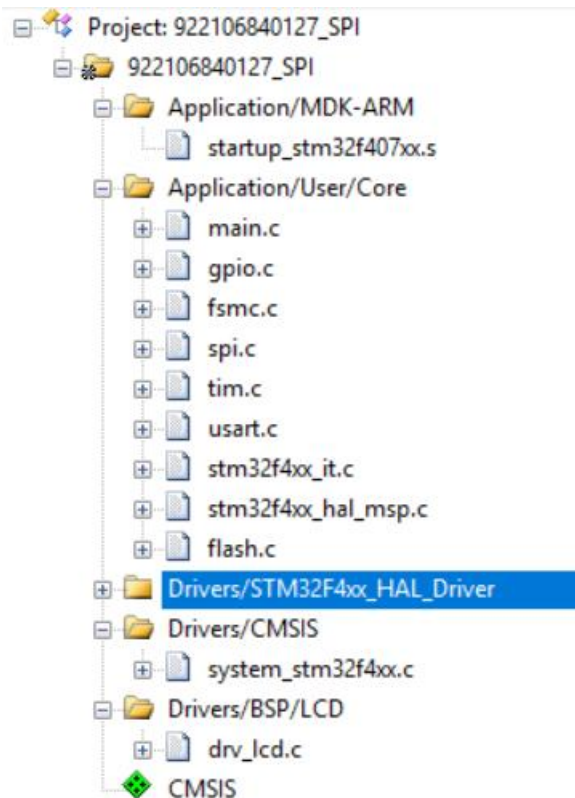 Project: 922106840127_SPI
922106840127_SPI
Application/MDK-ARM
startup_stm32f407xx.s
Application/User/Core
main.c
gpio.c
fsmc.c
spi.c
tim.c
usart.c
stm32f4xx_it.c
stm32f4xx_hal_msp.c
flash.c
Drivers/STM32F4xx_HAL_Driver
Drivers/CMSIS
system_stm32f4xx.c
Drivers/BSP/LCD
drv_lcd.c
CMSIS